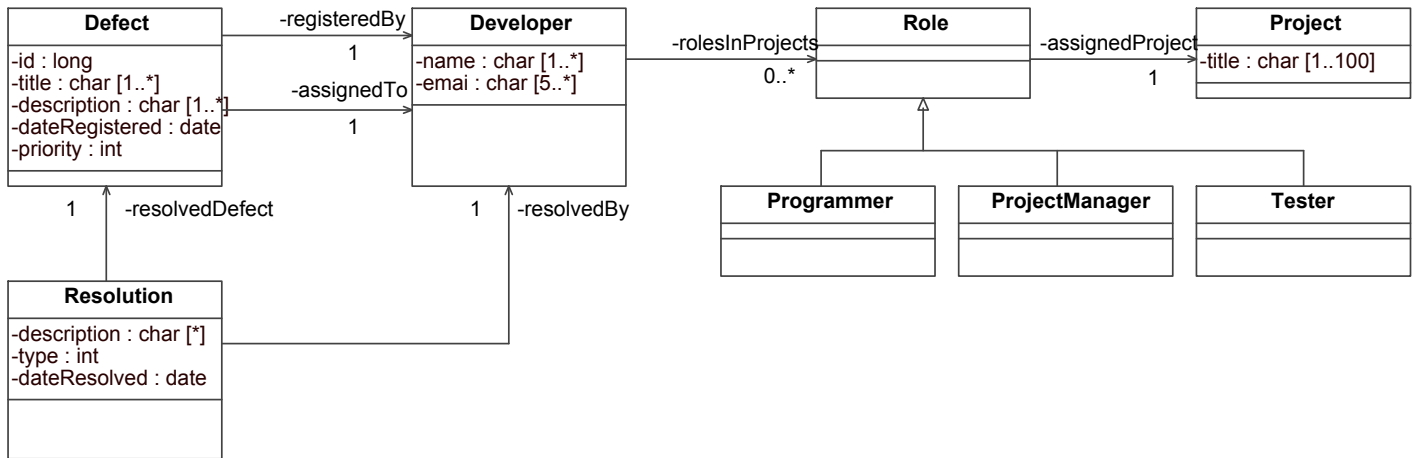 Defect
-id : long
-title : char [1..*]
-description : char [1..*]
-dateRegistered : date
-priority : int
-registeredBy
1
-assignedTo
1
Developer
-name : char [1..*]
-emai : char [5..*]
-rolesInProjects
0..*
Role
-assignedProject
1
Project
-title : char [1..100]
Programmer
ProjectManager
Tester
1
-resolvedDefect
1
-resolvedBy
Resolution
-description : char [*]
-type : int
-dateResolved : date